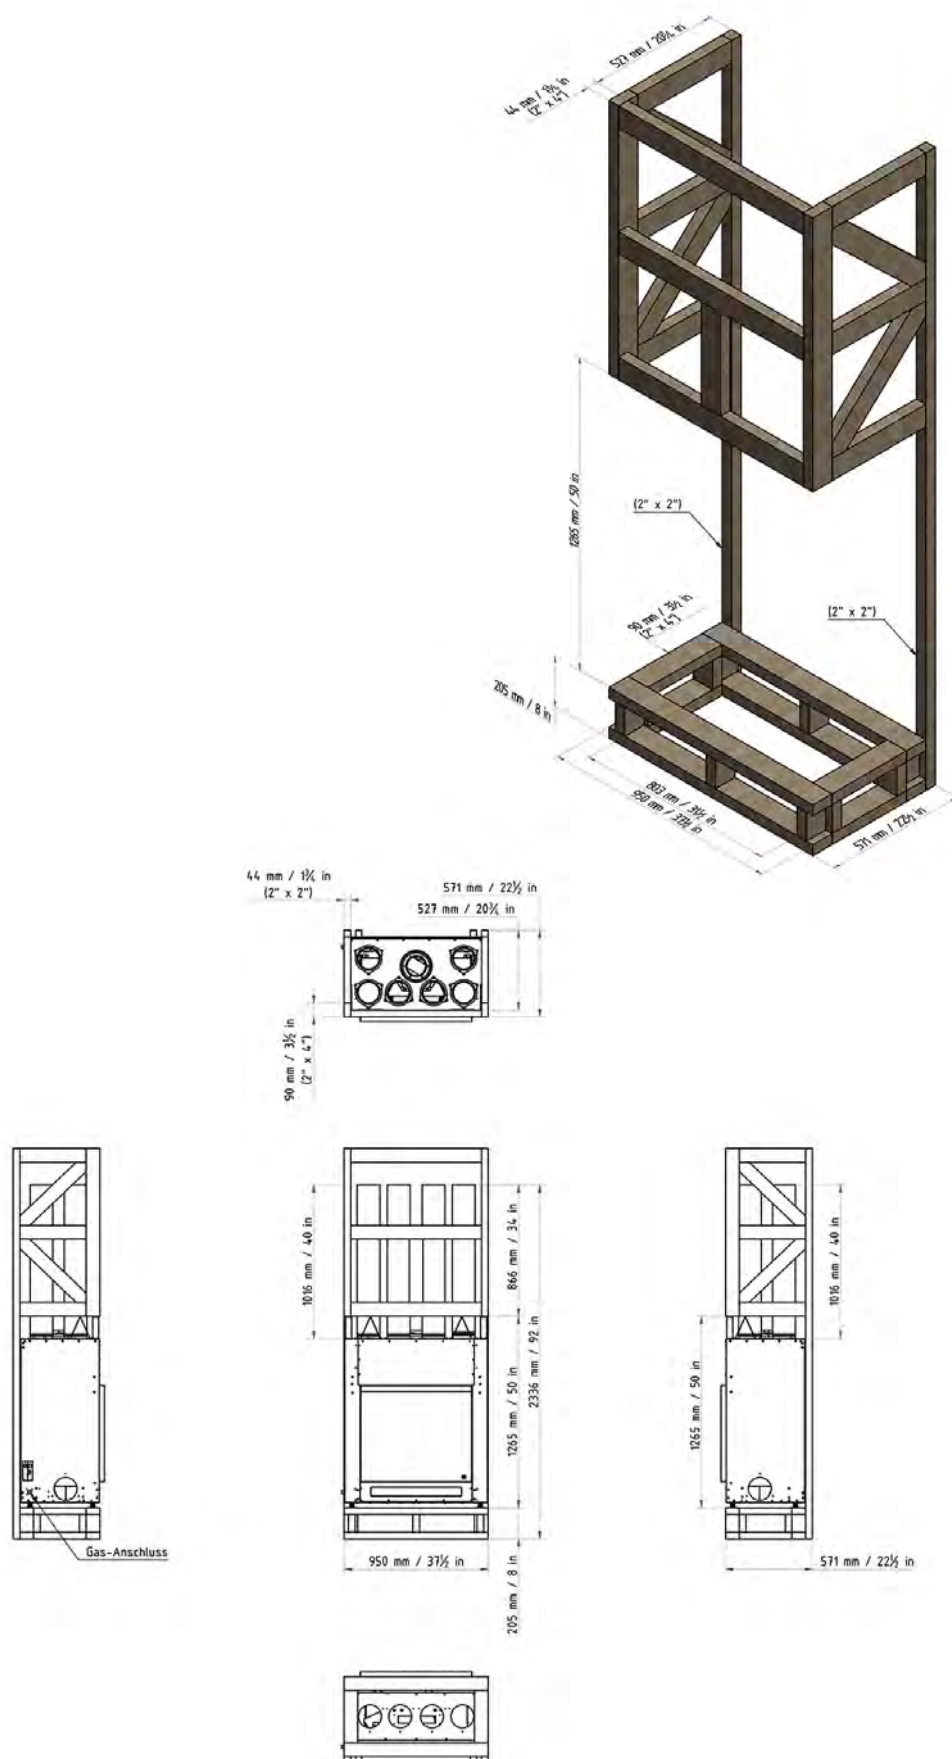 527 mm / 20¾ in
44 mm / 1¾ in
(2" x 4")
1265 mm / 50 in
(2" x 2")
90 mm / 3½ in
(2" x 4")
(2" x 2")
205 mm / 8 in
803 mm / 31½ in
950 mm / 37½ in
571 mm / 22½ in
44 mm / 1¾ in
(2" x 2")
571 mm / 22½ in
527 mm / 20¾ in
90 mm / 3½ in
(2" x 4")
1016 mm / 40 in
866 mm / 34 in
1016 mm / 40 in
1265 mm / 50 in
2336 mm / 92 in
1265 mm / 50 in
Gas-Anschluss
950 mm / 37½ in
205 mm / 8 in
571 mm / 22½ in